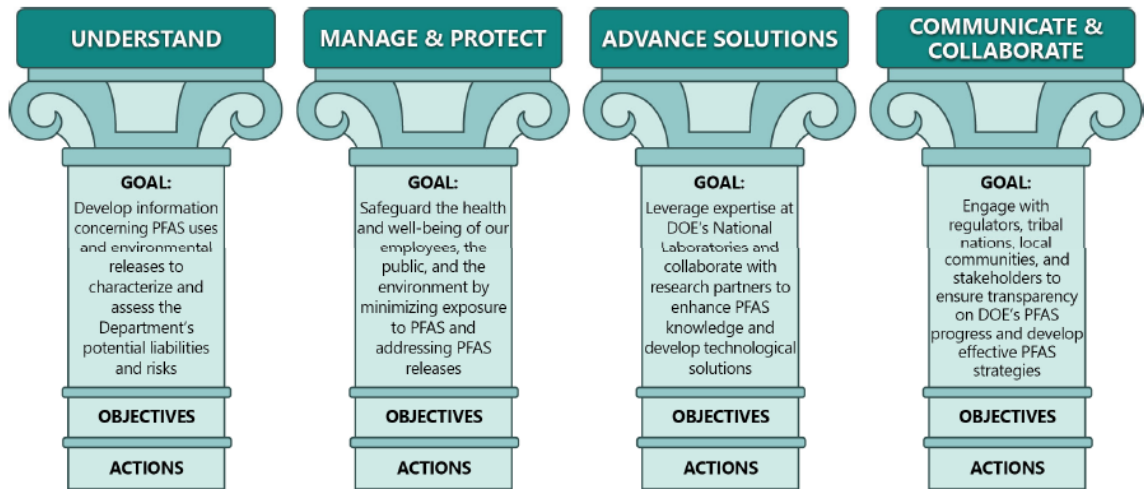 UNDERSTAND
GOAL:
Develop information
concerning PFAS uses
and environmental
releases to
characterize and
assess the
Department's
potential liabilities
and risks
OBJECTIVES
ACTIONS
MANAGE & PROTECT
GOAL:
Safeguard the health
and well-being of our
employees, the
public, and the
environment by
minimizing exposure
to PFAS and
addressing PFAS
releases
OBJECTIVES
ACTIONS
ADVANCE SOLUTIONS
GOAL:
Leverage expertise at
DOE's National
Laboratories and
collaborate with
research partners to
enhance PFAS
knowledge and
develop technological
solutions
OBJECTIVES
ACTIONS
COMMUNICATE &
COLLABORATE
GOAL:
Engage with
regulators, tribal
nations, local
communities, and
stakeholders to
ensure transparency
on DOE's PFAS
progress and develop
effective PFAS
strategies
OBJECTIVES
ACTIONS